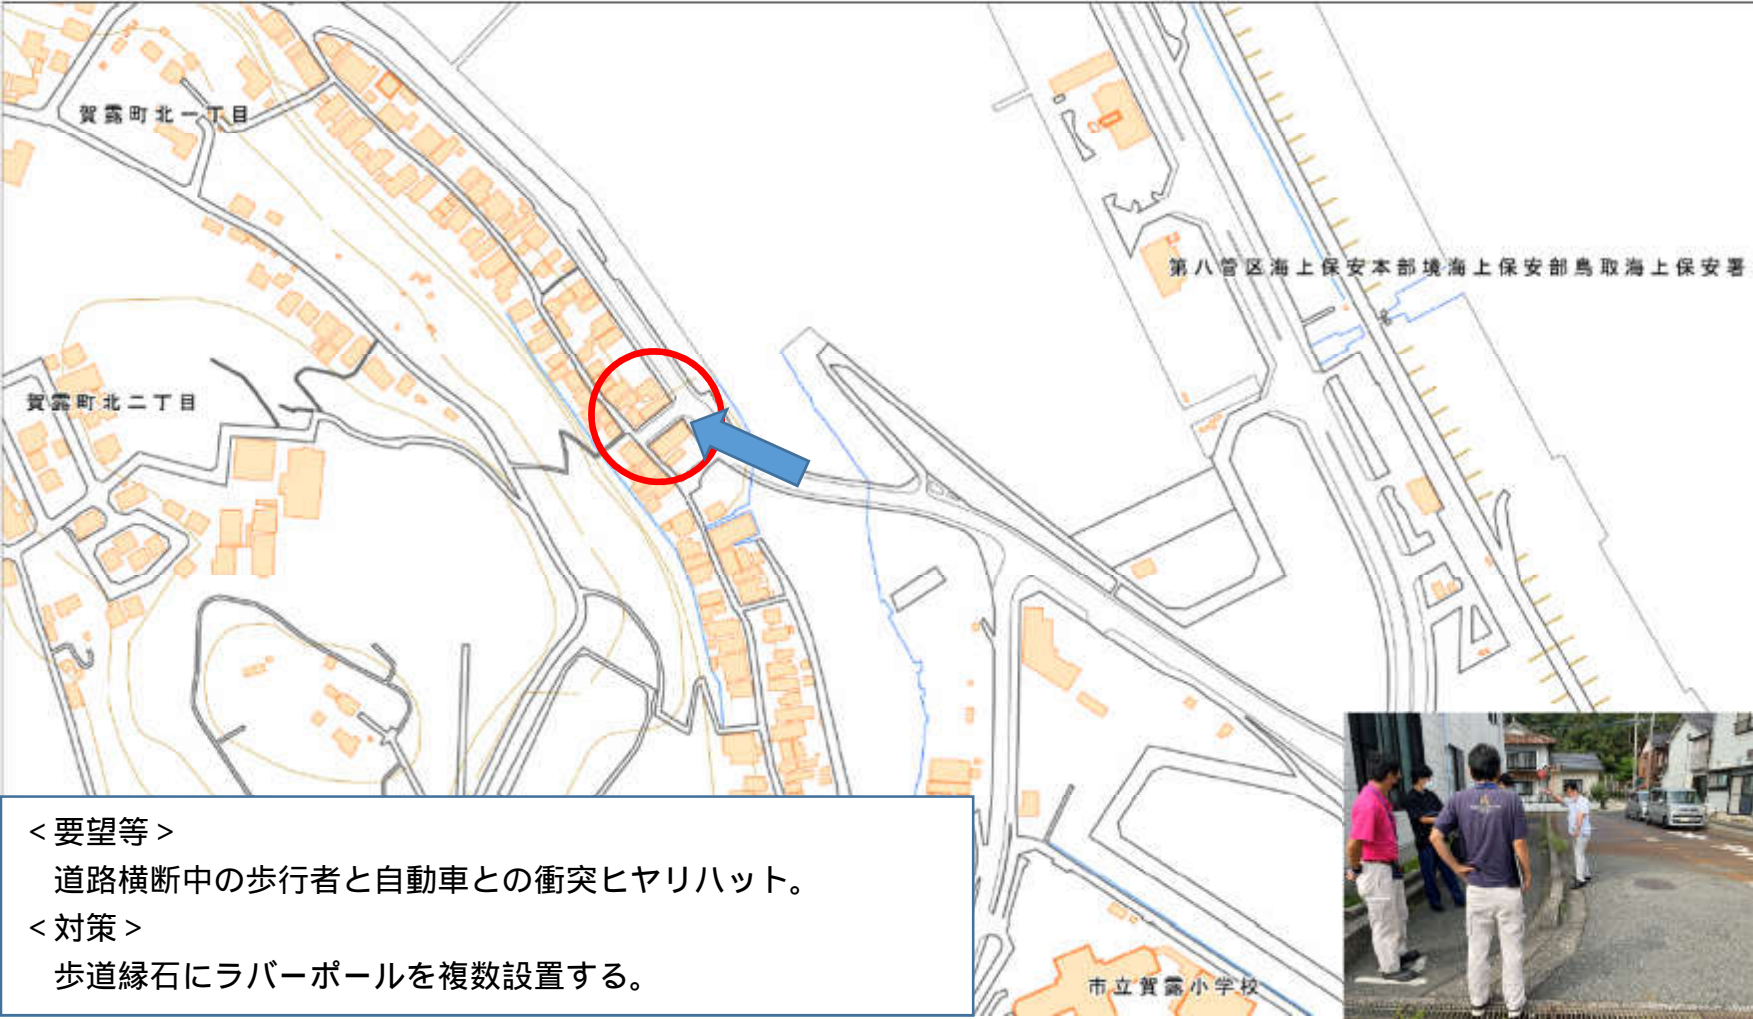 賀露町北一丁目
第八管区海上保安本部境海上保安部鳥取海上保安署
賀露町北二丁目
＜要望等＞
道路横断中の歩行者と自動車との衝突ヒヤリハット。
＜対策＞
歩道縁石にラバーポールを複数設置する。
市立賀露小学校